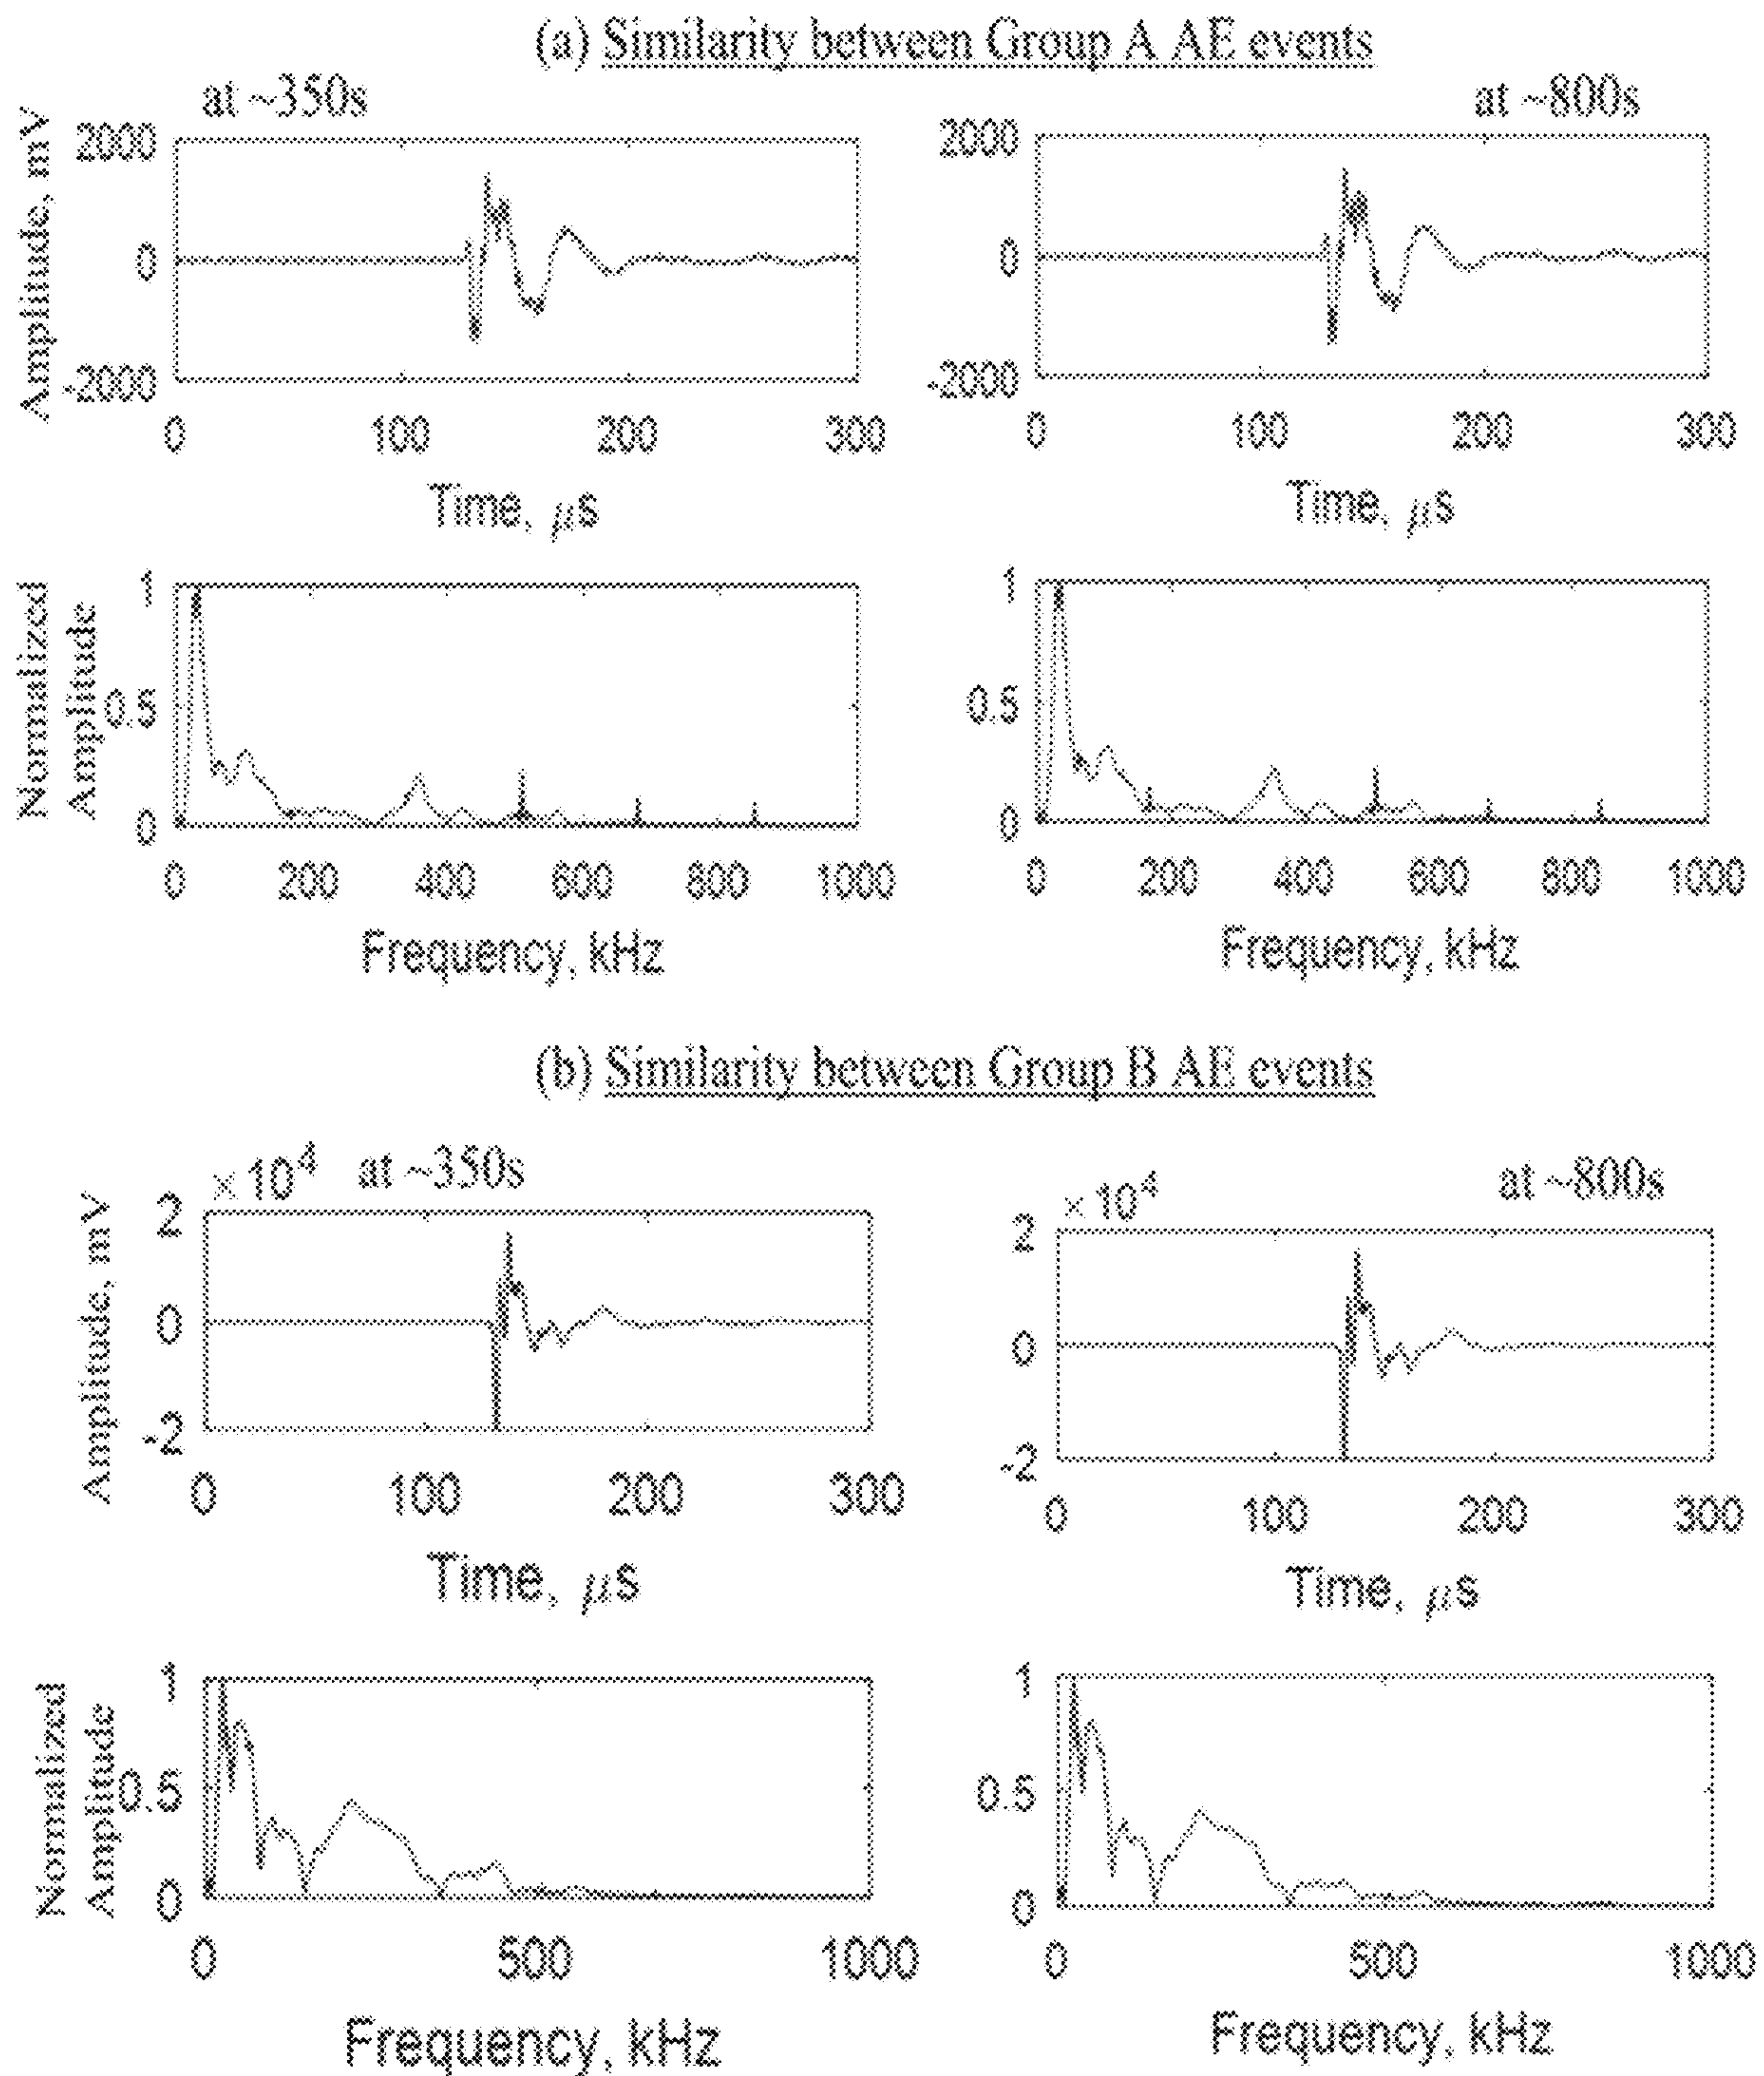 (a) Similarity between Group A AE events
at ~350s
at ~800s
Amplitude, mV
2000
0
-2000
0 100 200 300
Time, μs
2000
0
-2000
0 100 200 300
Time, μs
Normalized
Amplitude
1
0.5
0
0 200 400 600 800 1000
Frequency, kHz
1
0.5
0
0 200 400 600 800 1000
Frequency, kHz
(b) Similarity between Group B AE events
× 10^4 at ~350s
× 10^4 at ~800s
Amplitude, mV
2
0
-2
0 100 200 300
Time, μs
2
0
-2
0 100 200 300
Time, μs
Normalized
Amplitude
1
0.5
0
0 500 1000
Frequency, kHz
1
0.5
0
0 500 1000
Frequency, kHz